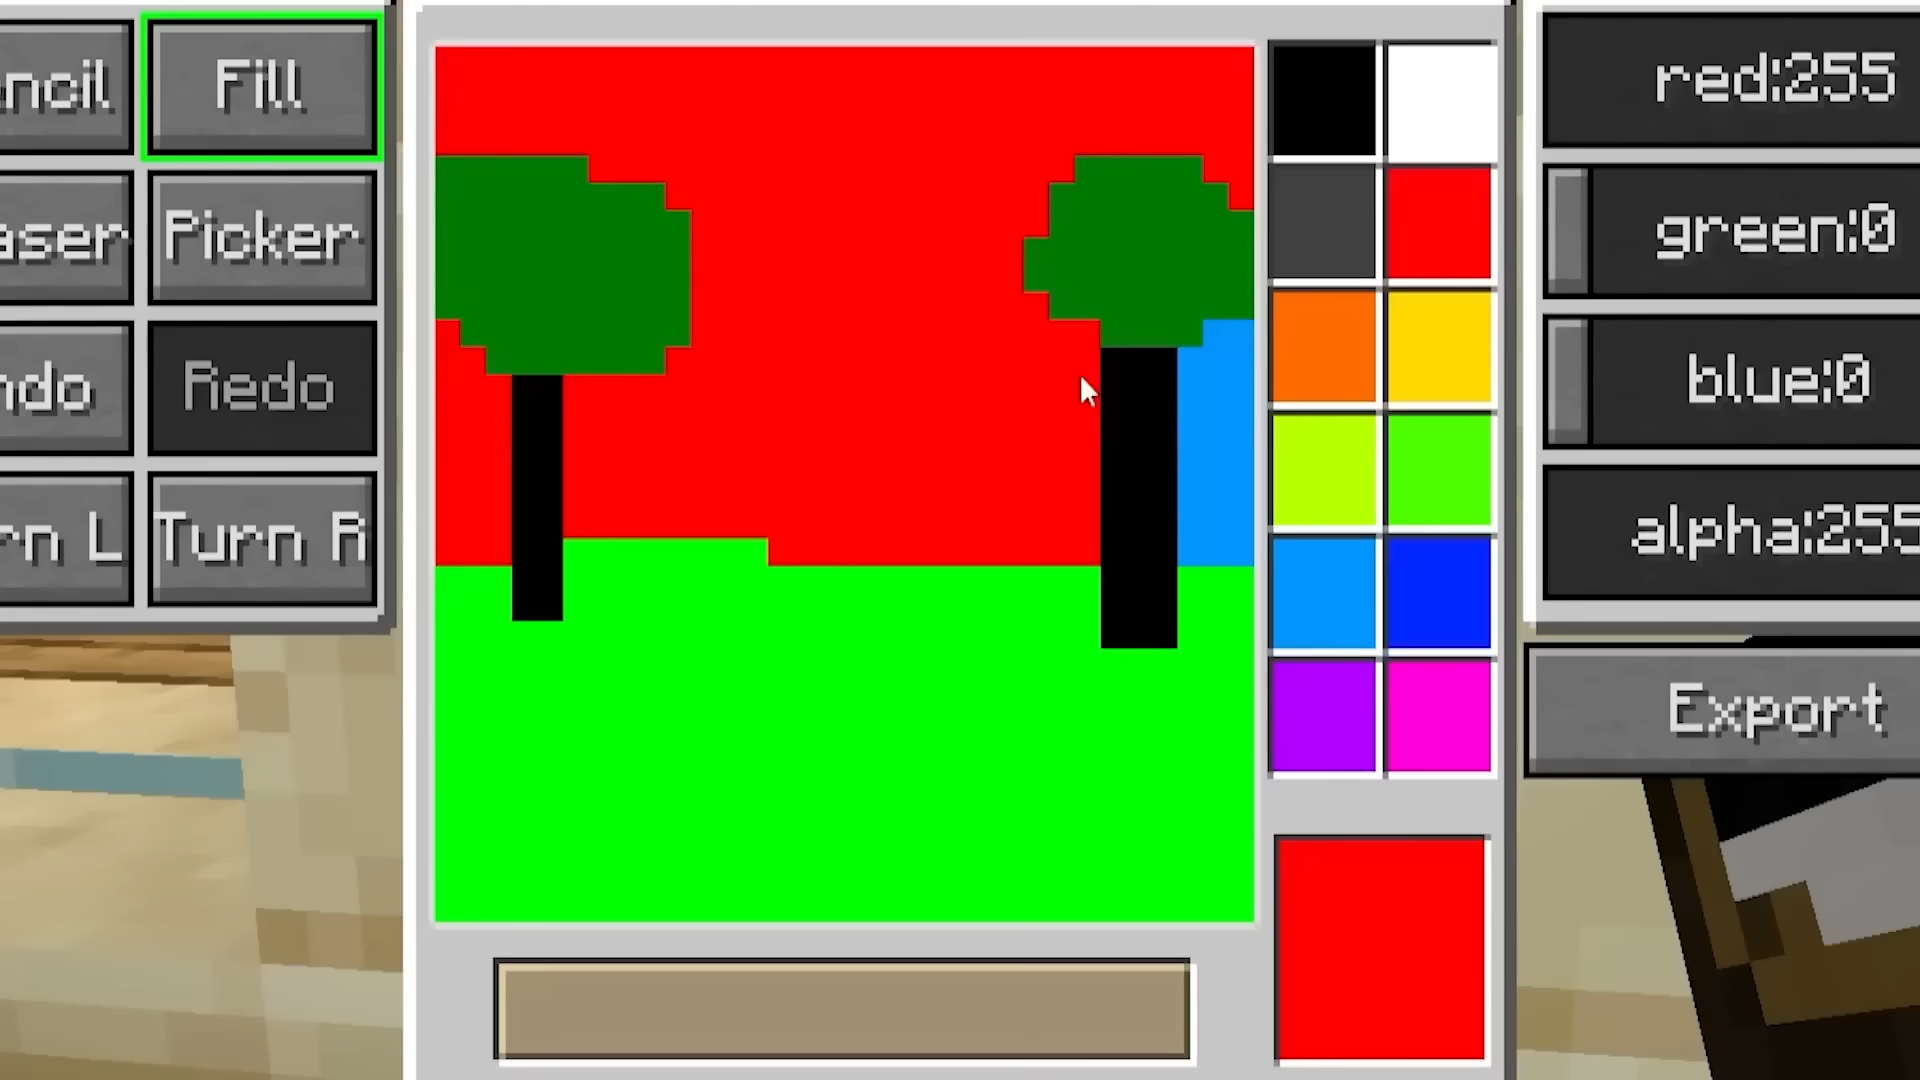 ncil Fill
aser Picker
ndo Redo
rn L Turn R
red:255
green:0
blue:0
alpha:255
Export